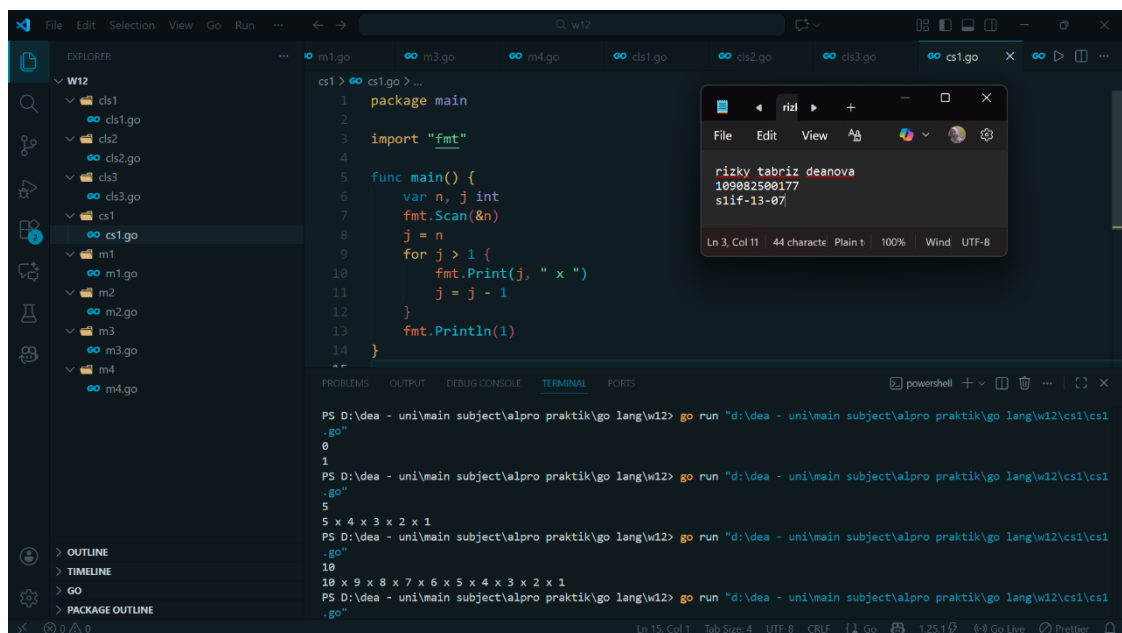 File Edit Selection View Go Run ··· w12
EXPLORER ···
W12
cls1
cls1.go
cls2
cls2.go
cls3
cls3.go
cs1
cs1.go
m1
m1.go
m2
m2.go
m3
m3.go
m4
m4.go
OUTLINE
TIMELINE
GO
PACKAGE OUTLINE
2
m1.go m3.go m4.go cls1.go cls2.go cls3.go cs1.go
cs1 > cs1.go > ...
1 package main
2
3 import "fmt"
4
5 func main() {
6 var n, j int
7 fmt.Scan(&n)
8 j = n
9 for j > 1 {
10 fmt.Print(j, " x ")
11 j = j - 1
12 }
13 fmt.Println(1)
14 }
15
File Edit View
rizky tabriz deanova
109082500177
s1if-13-07
Ln 3, Col 11 44 characte Plain t 100% Wind UTF-8
PROBLEMS OUTPUT DEBUG CONSOLE TERMINAL PORTS powershell
PS D:\dea - uni\main subject\alpro praktik\go lang\w12> go run "d:\dea - uni\main subject\alpro praktik\go lang\w12\cs1\cs1
.go"
0
1
PS D:\dea - uni\main subject\alpro praktik\go lang\w12> go run "d:\dea - uni\main subject\alpro praktik\go lang\w12\cs1\cs1
.go"
5
5 x 4 x 3 x 2 x 1
PS D:\dea - uni\main subject\alpro praktik\go lang\w12> go run "d:\dea - uni\main subject\alpro praktik\go lang\w12\cs1\cs1
.go"
10
10 x 9 x 8 x 7 x 6 x 5 x 4 x 3 x 2 x 1
PS D:\dea - uni\main subject\alpro praktik\go lang\w12> go run "d:\dea - uni\main subject\alpro praktik\go lang\w12\cs1\cs1
.go"
0 0 Ln 15, Col 1 Tab Size: 4 UTF-8 CRLF Go 1.25.1 Go Live Prettier